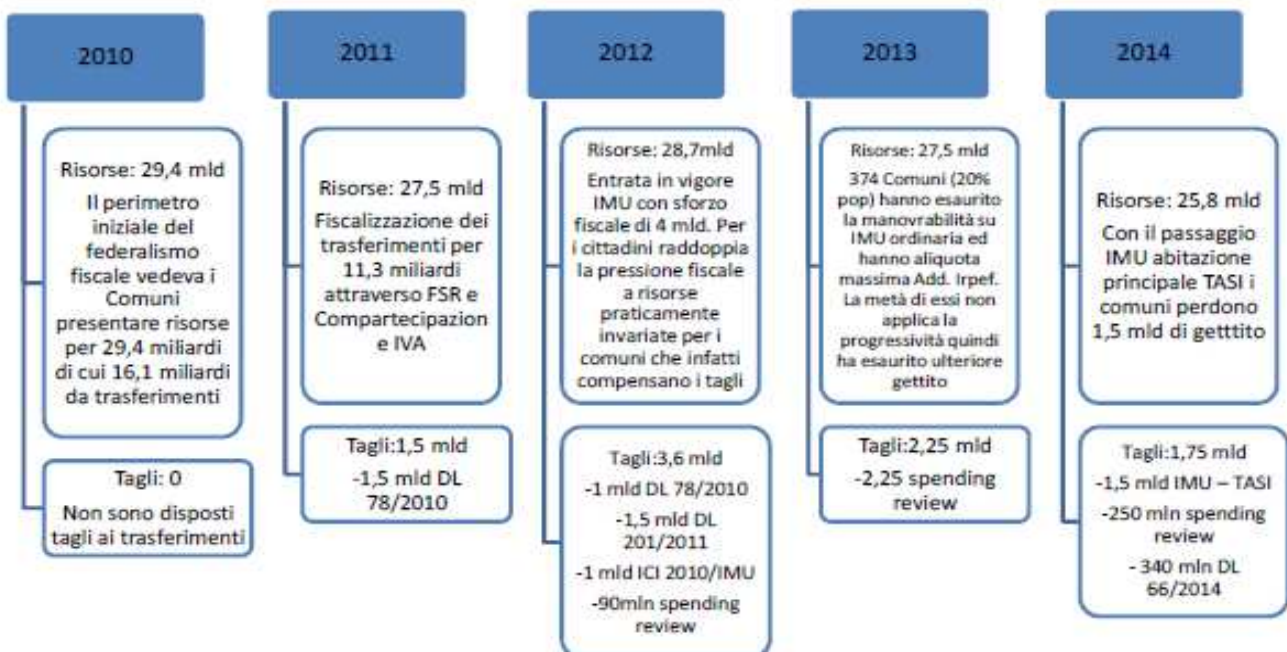 2010
Risorse: 29,4 mld
Il perimetro
iniziale del
federalismo
fiscale vedeva i
Comuni
presentare risorse
per 29,4 miliardi
di cui 16,1 miliardi
da trasferimenti
Tagli: 0
Non sono disposti
tagli ai trasferimenti
2011
Risorse: 27,5 mld
Fiscalizzazione dei
trasferimenti per
11,3 miliardi
attraverso FSR e
Compartecipazion
e IVA
Tagli:1,5 mld
-1,5 mld DL
78/2010
2012
Risorse: 28,7mld
Entrata in vigore
IMU con sforzo
fiscale di 4 mld. Per
i cittadini raddoppia
la pressione fiscale
a risorse
praticamente
invariate per i
comuni che infatti
compensano i tagli
Tagli:3,6 mld
-1 mld DL 78/2010
-1,5 mld DL
201/2011
-1 mld ICI 2010/IMU
-90mln spending
review
2013
Risorse: 27,5 mld
374 Comuni (20%
pop) hanno esaurito
la manovrabilità su
IMU ordinaria ed
hanno aliquota
massima Add. Irpef.
La metà di essi non
applica la
progressività quindi
ha esaurito ulteriore
gettito
Tagli:2,25 mld
-2,25 spending
review
2014
Risorse: 25,8 mld
Con il passaggio
IMU abitazione
principale TASI i
comuni perdono
1,5 mld di getttito
Tagli:1,75 mld
-1,5 mld IMU – TASI
-250 mln spending
review
- 340 mln DL
66/2014